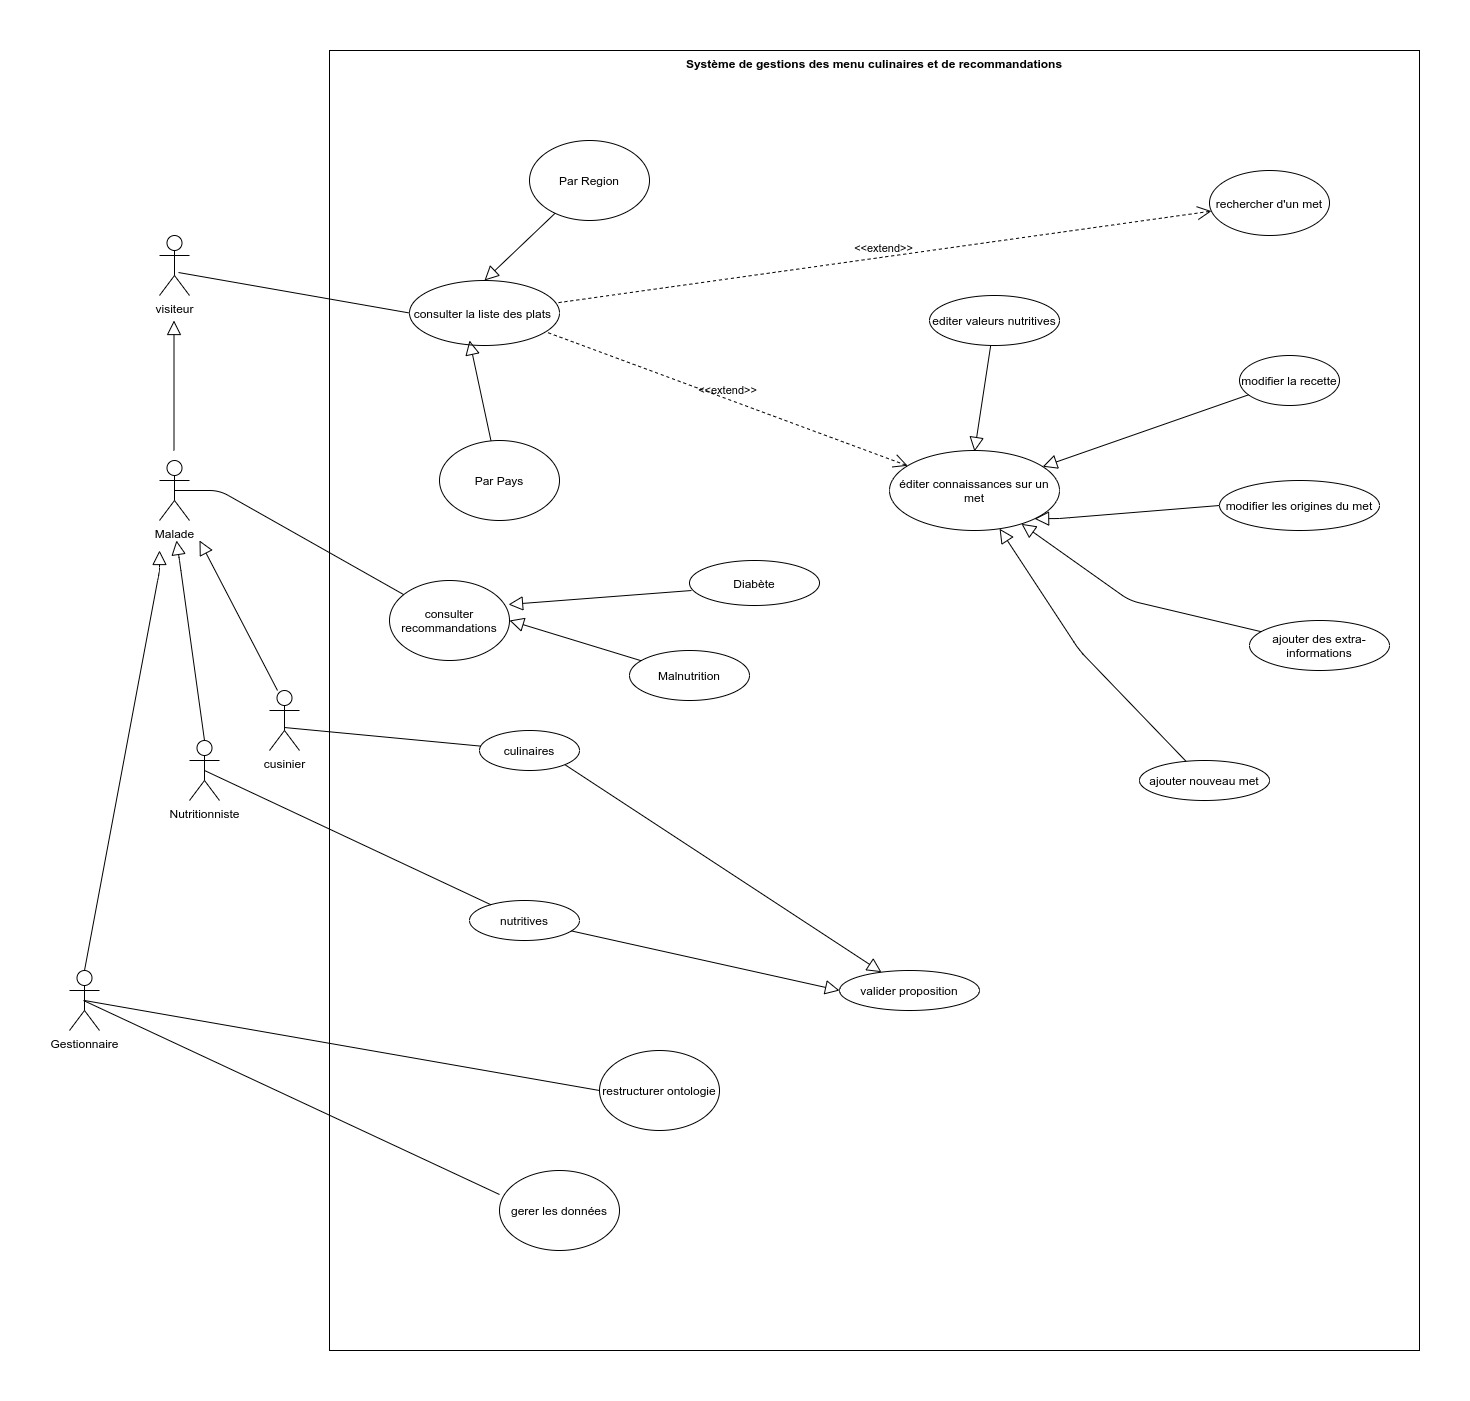 Système de gestions des menu culinaires et de recommandations
Par Region
rechercher d'un met
<<extend>>
visiteur
consulter la liste des plats
editer valeurs nutritives
<<extend>>
modifier la recette
Par Pays
éditer connaissances sur un
met
modifier les origines du met
Malade
Diabète
consulter
recommandations
ajouter des extra-
informations
Malnutrition
culinaires
cusinier
ajouter nouveau met
Nutritionniste
nutritives
valider proposition
Gestionnaire
restructurer ontologie
gerer les données